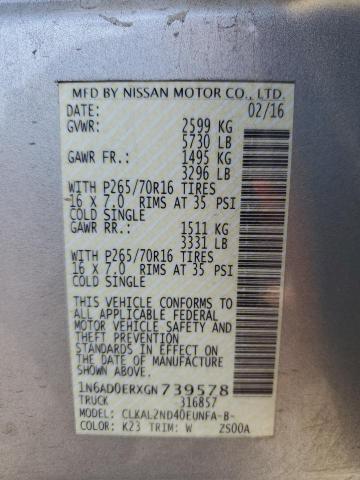 MFD BY NISSAN MOTOR CO., LTD.
DATE: 02/16
GVWR: 2599 KG
5730 LB
GAWR FR.: 1495 KG
3296 LB
WITH P265/70R16 TIRES
16 X 7.0 RIMS AT 35 PSI
COLD SINGLE
GAWR RR.: 1511 KG
3331 LB
WITH P265/70R16 TIRES
16 X 7.0 RIMS AT 35 PSI
COLD SINGLE
THIS VEHICLE CONFORMS TO
ALL APPLICABLE FEDERAL
MOTOR VEHICLE SAFETY AND
THEFT PREVENTION
STANDARDS IN EFFECT ON
THE DATE OF MANUFACTURE
SHOWN ABOVE.
1N6AD0ERXGN739578
TRUCK 316857
MODEL: CLKAL2ND40EUNFA-B-
COLOR: K23 TRIM: W ZS00A